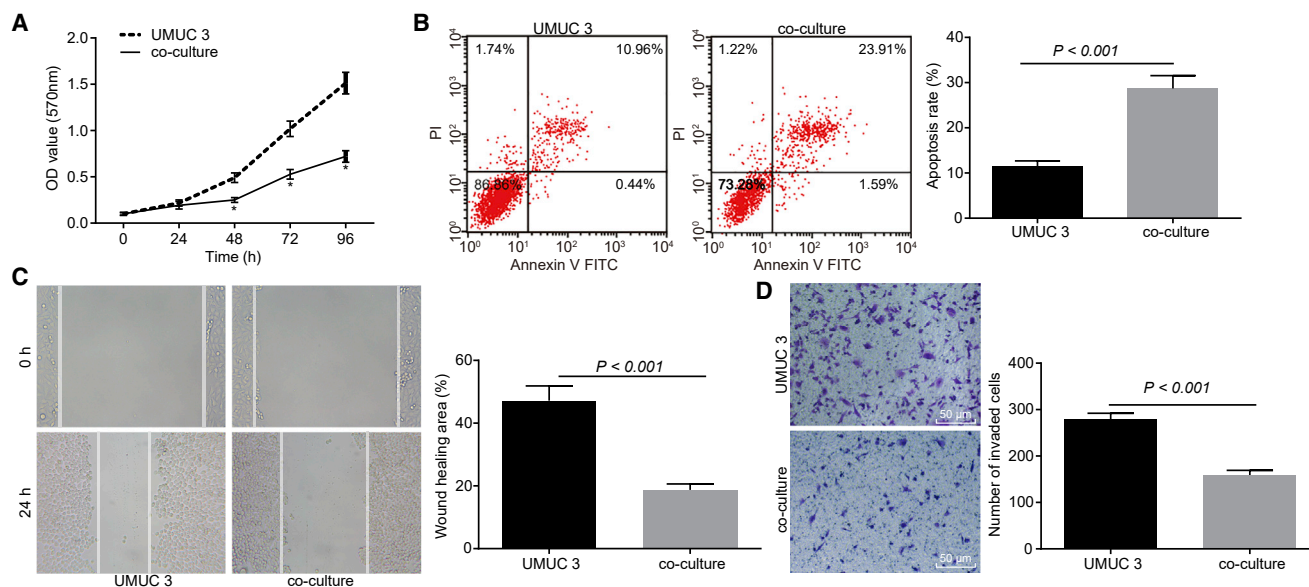 A
UMUC 3
co-culture
2.0
1.5
1.0
0.5
0.0
OD value (570nm)
*
*
*
0 24 48 72 96
Time (h)
B
UMUC 3
10⁴
10³
10²
10¹
10⁰
PI
1.74% 10.96%
86.86% 0.44%
10⁰ 10¹ 10² 10³ 10⁴
Annexin V FITC
co-culture
10⁴
10³
10²
10¹
10⁰
PI
1.22% 23.91%
73.28% 1.59%
10⁰ 10¹ 10² 10³ 10⁴
Annexin V FITC
40
30
20
10
0
Apoptosis rate (%)
P < 0.001
UMUC 3 co-culture
C
0 h
24 h
UMUC 3 co-culture
60
40
20
0
Wound healing area (%)
P < 0.001
UMUC 3 co-culture
D
UMUC 3
50 µm
co-culture
50 µm
400
300
200
100
0
Number of invaded cells
P < 0.001
UMUC 3 co-culture